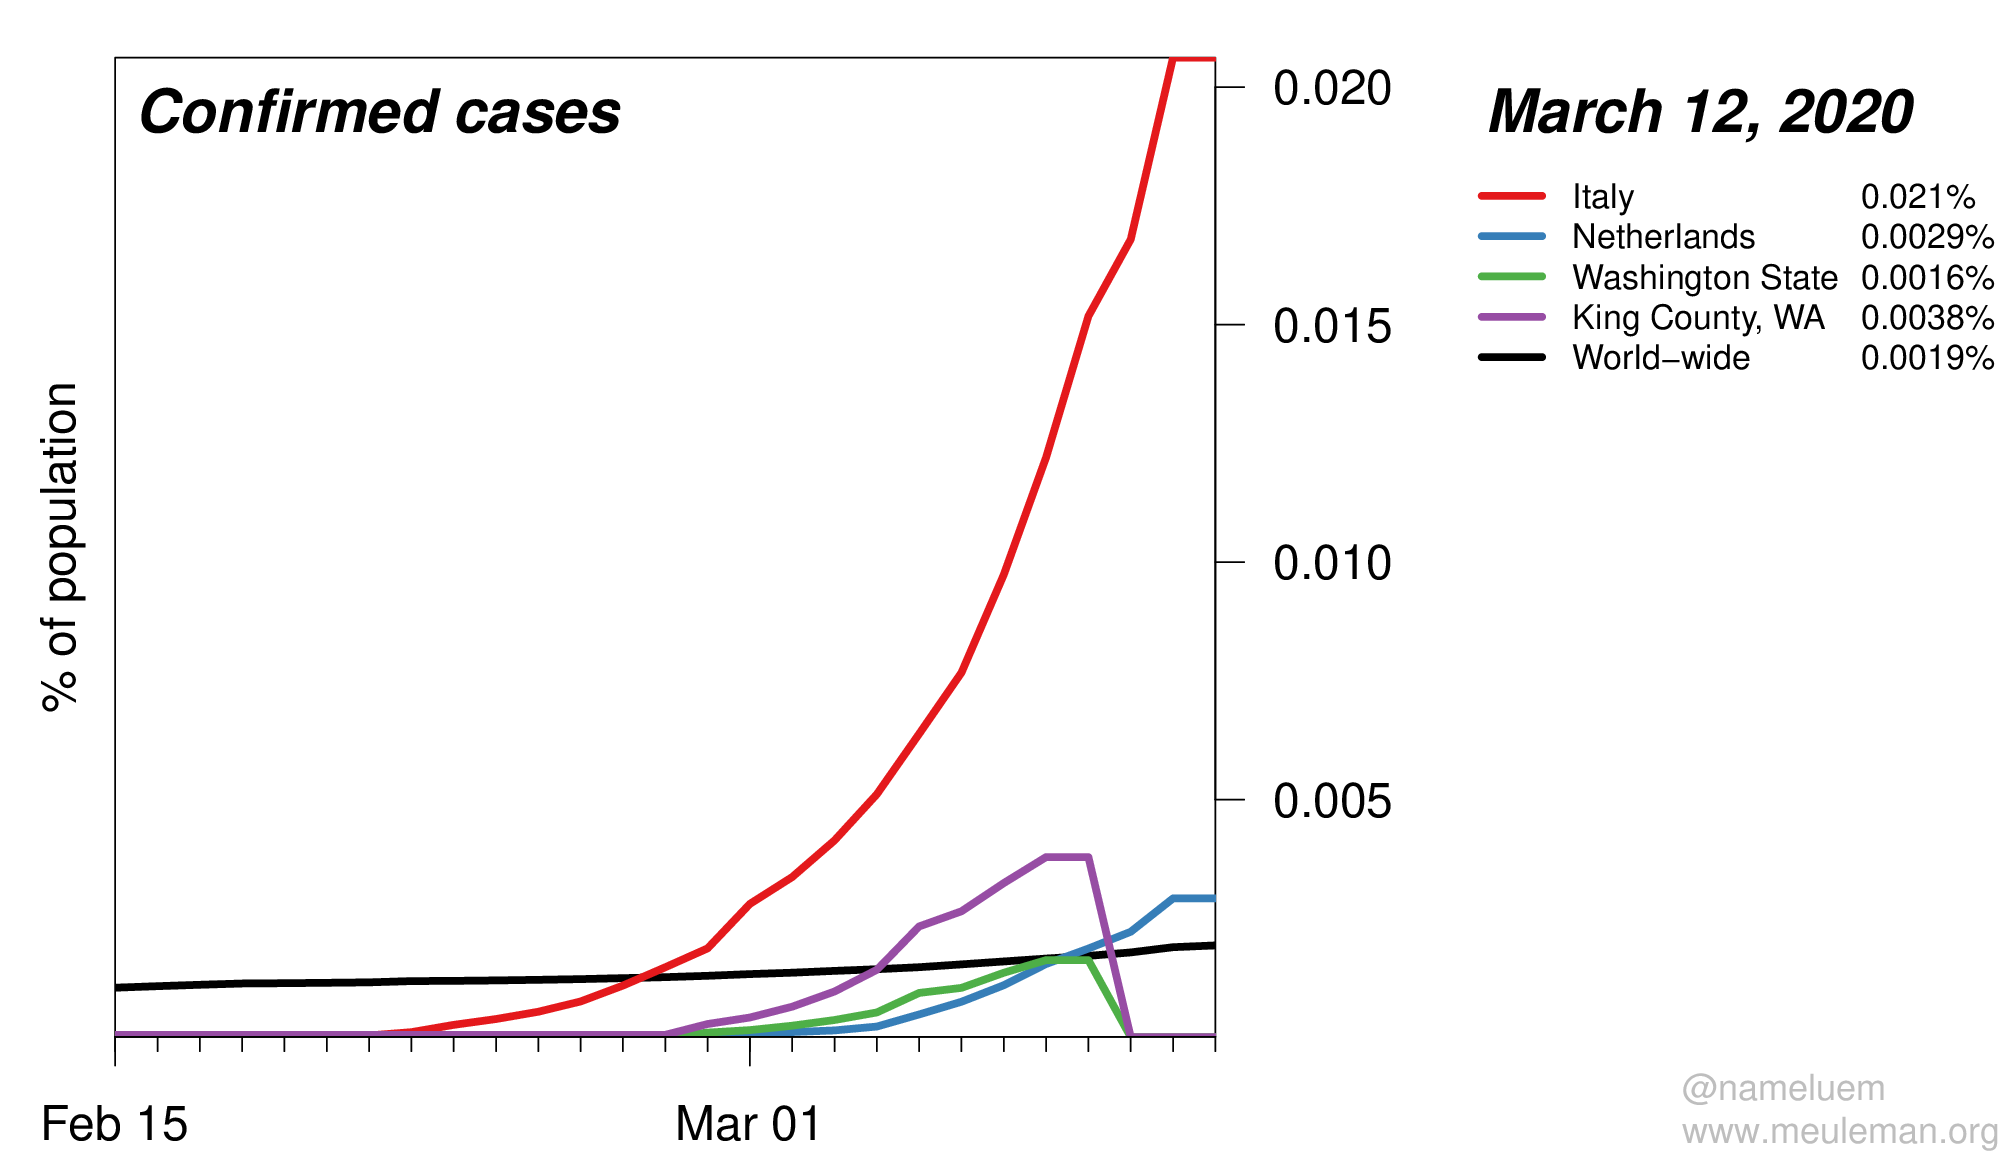 Confirmed cases
March 12, 2020
Italy 0.021%
Netherlands 0.0029%
Washington State 0.0016%
King County, WA 0.0038%
World−wide 0.0019%
% of population
0.020
0.015
0.010
0.005
Feb 15
Mar 01
@nameluem
www.meuleman.org